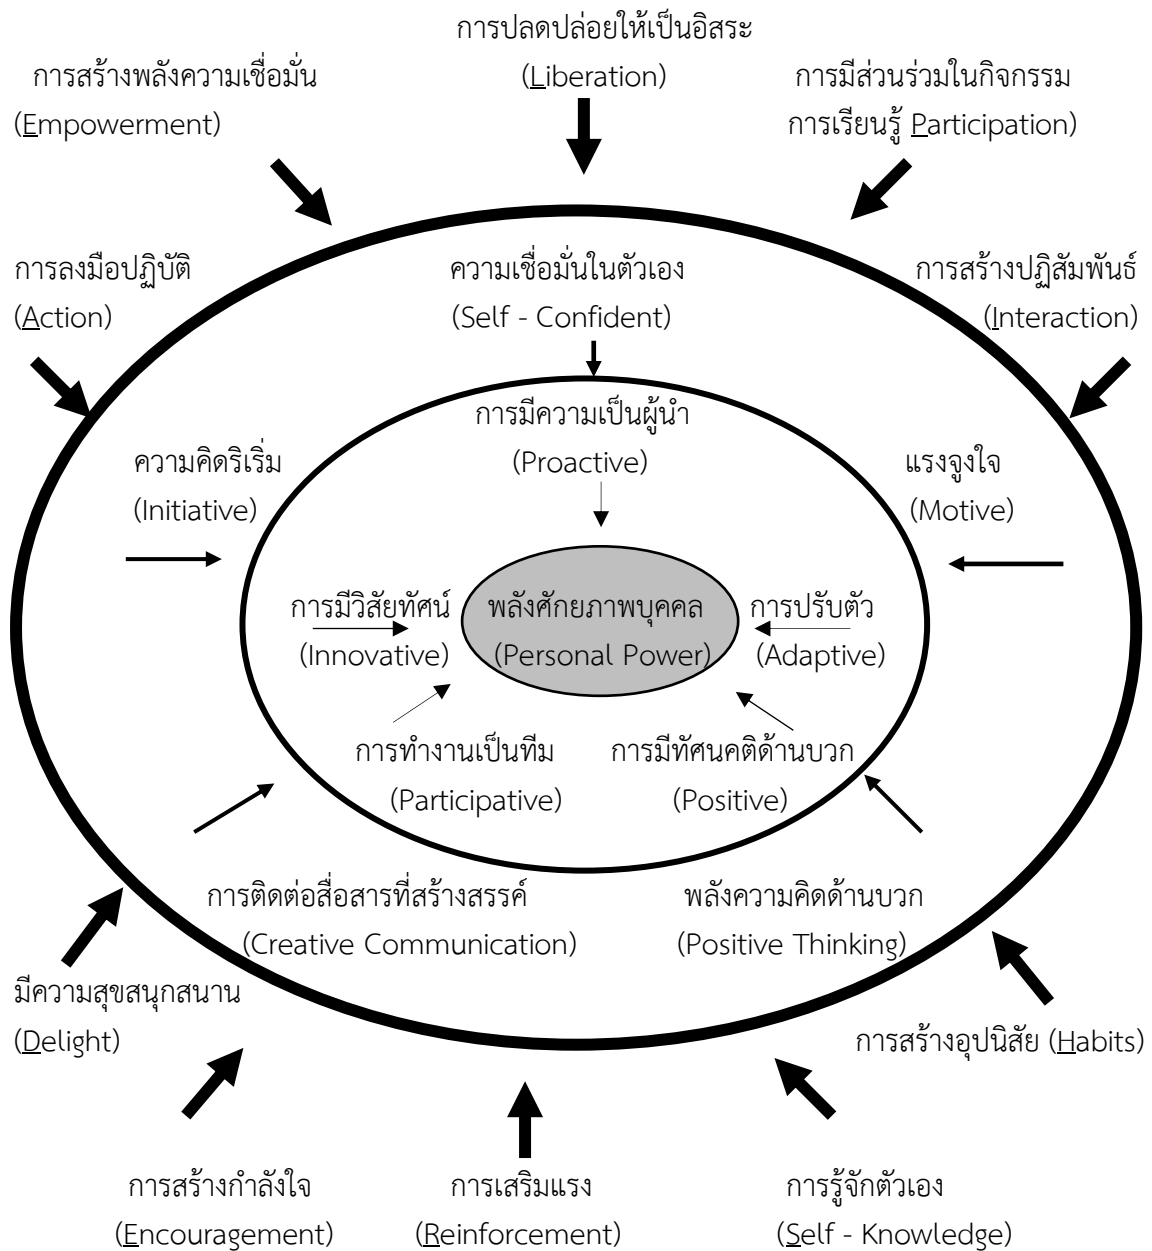 การปลดปล่อยให้เป็นอิสระ
(Liberation)
การสร้างพลังความเชื่อมั่น
(Empowerment)
การมีส่วนร่วมในกิจกรรม
การเรียนรู้ Participation)
การลงมือปฏิบัติ
(Action)
ความเชื่อมั่นในตัวเอง
(Self - Confident)
การสร้างปฏิสัมพันธ์
(Interaction)
การมีความเป็นผู้นำ
(Proactive)
ความคิดริเริ่ม
(Initiative)
แรงจูงใจ
(Motive)
การมีวิสัยทัศน์
(Innovative)
พลังศักยภาพบุคคล
(Personal Power)
การปรับตัว
(Adaptive)
การทำงานเป็นทีม
(Participative)
การมีทัศนคติด้านบวก
(Positive)
การติดต่อสื่อสารที่สร้างสรรค์
(Creative Communication)
พลังความคิดด้านบวก
(Positive Thinking)
มีความสุขสนุกสนาน
(Delight)
การสร้างอุปนิสัย (Habits)
การสร้างกำลังใจ
(Encouragement)
การเสริมแรง
(Reinforcement)
การรู้จักตัวเอง
(Self - Knowledge)